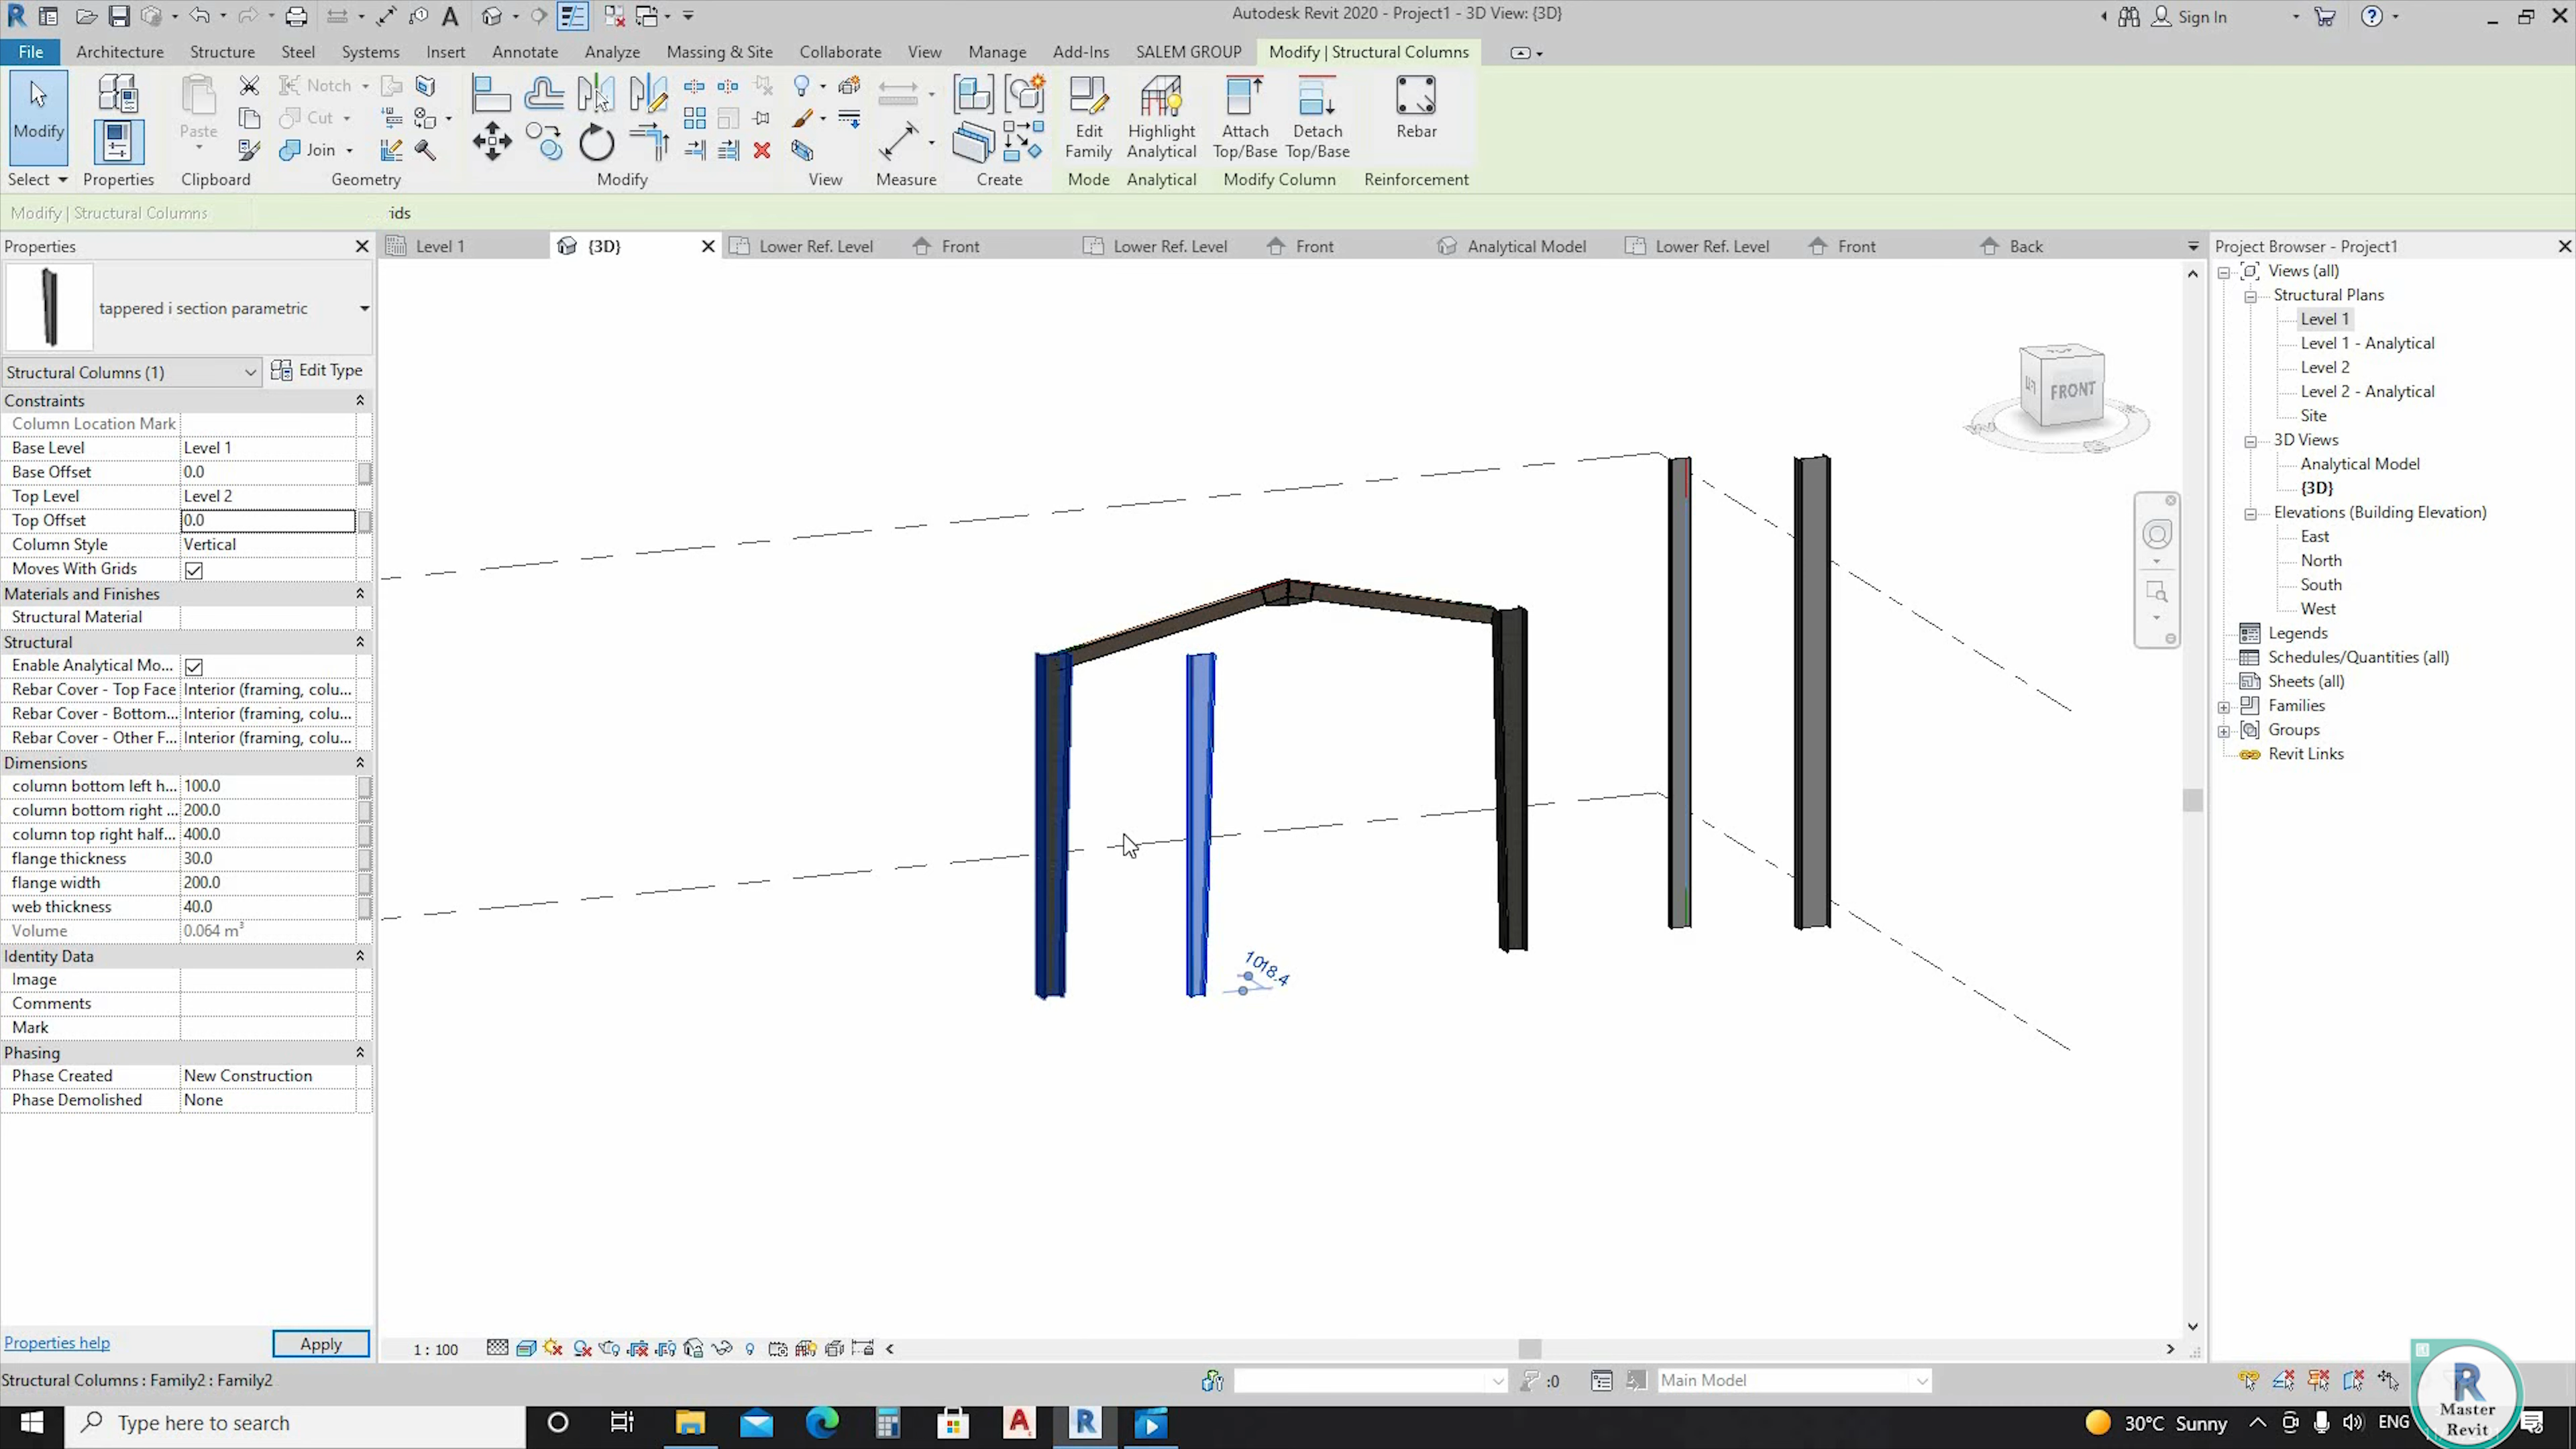 Autodesk Revit 2020 - Project1 - 3D View: {3D}
Sign In
File Architecture Structure Steel Systems Insert Annotate Analyze Massing & Site Collaborate View Manage Add-Ins SALEM GROUP Modify | Structural Columns
Modify
Paste
Notch
Cut
Join
Edit Family
Highlight Analytical
Attach Top/Base
Detach Top/Base
Rebar
Select Properties Clipboard Geometry Modify View Measure Create Mode Analytical Modify Column Reinforcement
Modify | Structural Columns
ids
Properties
Level 1 {3D} Lower Ref. Level Front Lower Ref. Level Front Analytical Model Lower Ref. Level Front Back
tappered i section parametric
Structural Columns (1) Edit Type
Constraints
Column Location Mark
Base Level Level 1
Base Offset 0.0
Top Level Level 2
Top Offset 0.0
Column Style Vertical
Moves With Grids
Materials and Finishes
Structural Material
Structural
Enable Analytical Mo...
Rebar Cover - Top Face Interior (framing, colu...
Rebar Cover - Bottom... Interior (framing, colu...
Rebar Cover - Other F... Interior (framing, colu...
Dimensions
column bottom left h... 100.0
column bottom right ... 200.0
column top right half... 400.0
flange thickness 30.0
flange width 200.0
web thickness 40.0
Volume 0.064 m³
Identity Data
Image
Comments
Mark
Phasing
Phase Created New Construction
Phase Demolished None
Properties help Apply
FRONT
1018.4
Project Browser - Project1
Views (all)
Structural Plans
Level 1
Level 1 - Analytical
Level 2
Level 2 - Analytical
Site
3D Views
Analytical Model
{3D}
Elevations (Building Elevation)
East
North
South
West
Legends
Schedules/Quantities (all)
Sheets (all)
Families
Groups
Revit Links
1 : 100
Structural Columns : Family2 : Family2
:0
Main Model
Type here to search
30°C Sunny
ENG
Master
Revit